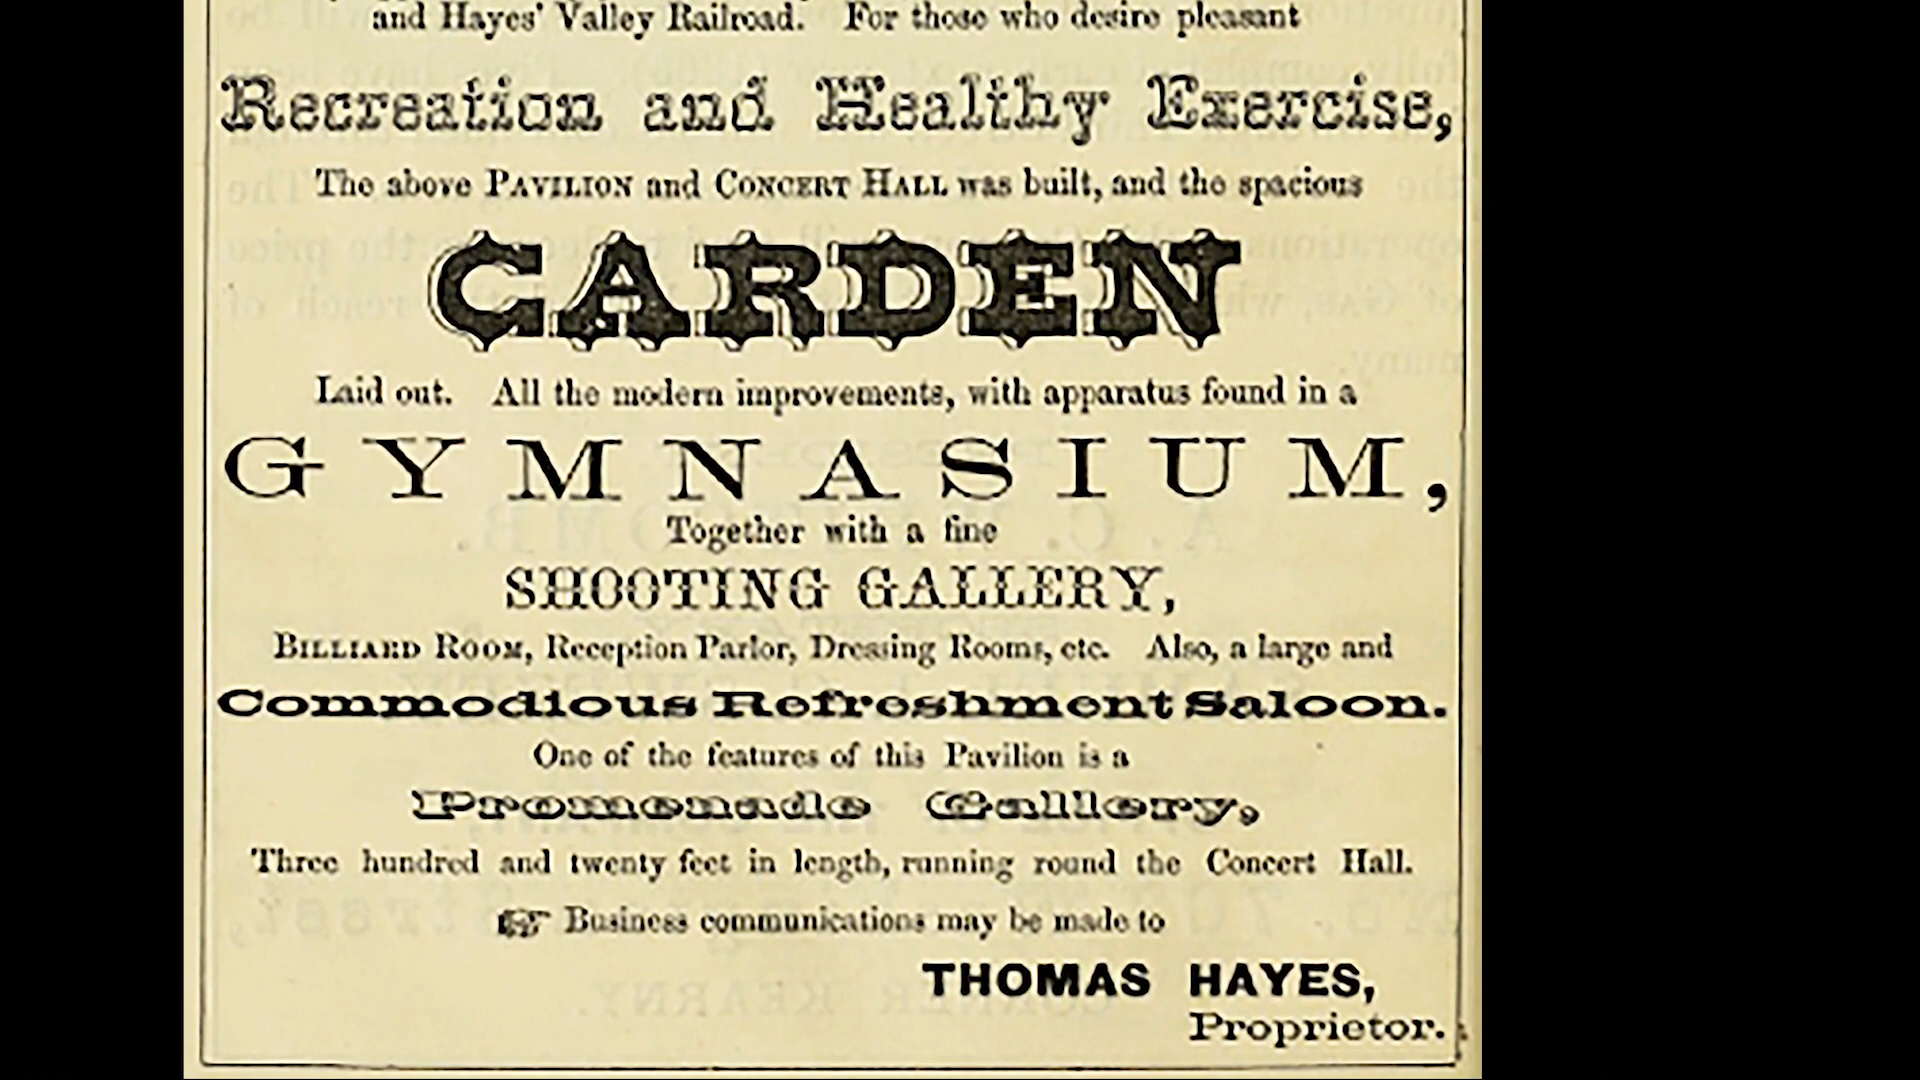 and Hayes' Valley Railroad. For those who desire pleasant
Recreation and Healthy Exercise,
The above PAVILION and CONCERT HALL was built, and the spacious
GARDEN
Laid out. All the modern improvements, with apparatus found in a
GYMNASIUM,
Together with a fine
SHOOTING GALLERY,
BILLIARD ROOM, Reception Parlor, Dressing Rooms, etc. Also, a large and
Commodious Refreshment Saloon.
One of the features of this Pavilion is a
Promenade Gallery,
Three hundred and twenty feet in length, running round the Concert Hall.
☞ Business communications may be made to
THOMAS HAYES,
Proprietor.